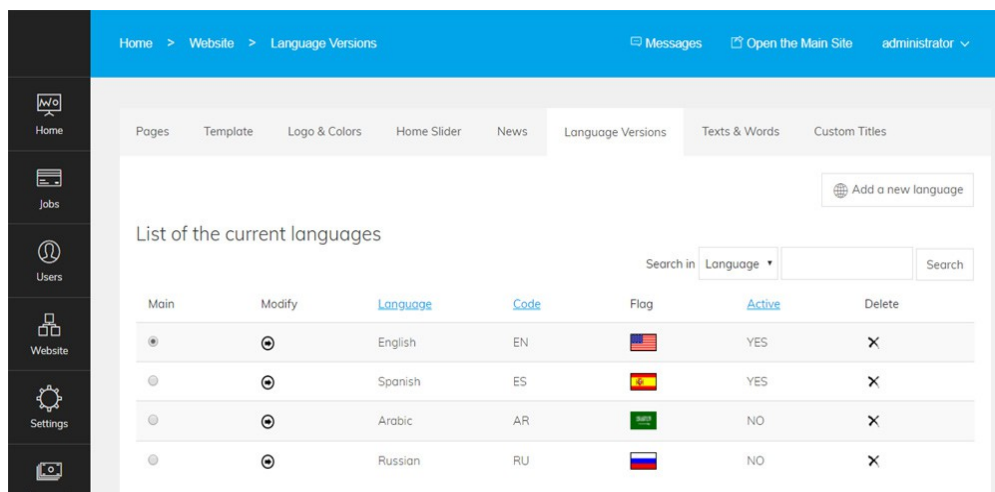 Home > Website > Language Versions
Messages
Open the Main Site
administrator
Home
Jobs
Users
Website
Settings
Pages Template Logo & Colors Home Slider News Language Versions Texts & Words Custom Titles
Add a new language
List of the current languages
Search in Language Search
Main Modify Language Code Flag Active Delete
English EN YES
Spanish ES YES
Arabic AR NO
Russian RU NO